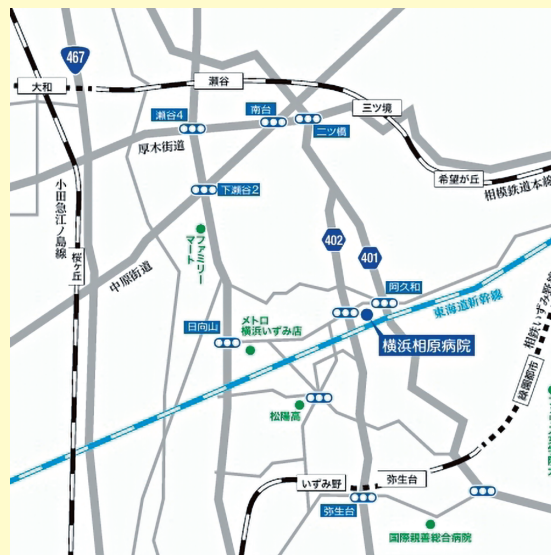 467
大和
瀬谷
三ツ境
瀬谷4
南台
二ツ橋
厚木街道
希望が丘
相模鉄道本線
小田急江ノ島線
下瀬谷2
桜ヶ丘
中原街道
ファミリー
マート
402
401
阿久和
東海道新幹線
日向山
メトロ
横浜いずみ店
横浜相原病院
相鉄いずみ野線
緑園都市
松陽高
いずみ野
弥生台
弥生台
国際親善総合病院